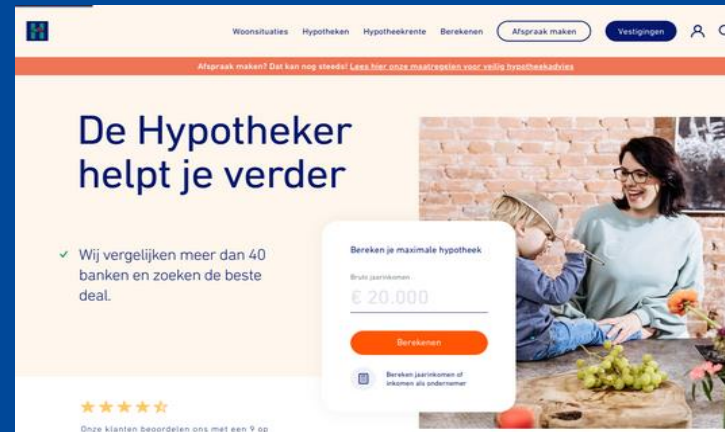 Woonsituaties Hypotheken Hypotheekrente Berekenen Afspraak maken Vestigingen
Afspraak maken? Dat kan nog steeds! Lees hier onze maatregelen voor veilig hypotheekadvies
De Hypotheker
helpt je verder
Wij vergelijken meer dan 40
banken en zoeken de beste
deal.
Bereken je maximale hypotheek
Bruto jaarinkomen
€ 20.000
Berekenen
Bereken jaarinkomen of
inkomen als ondernemer
Onze klanten beoordelen ons met een 9 op